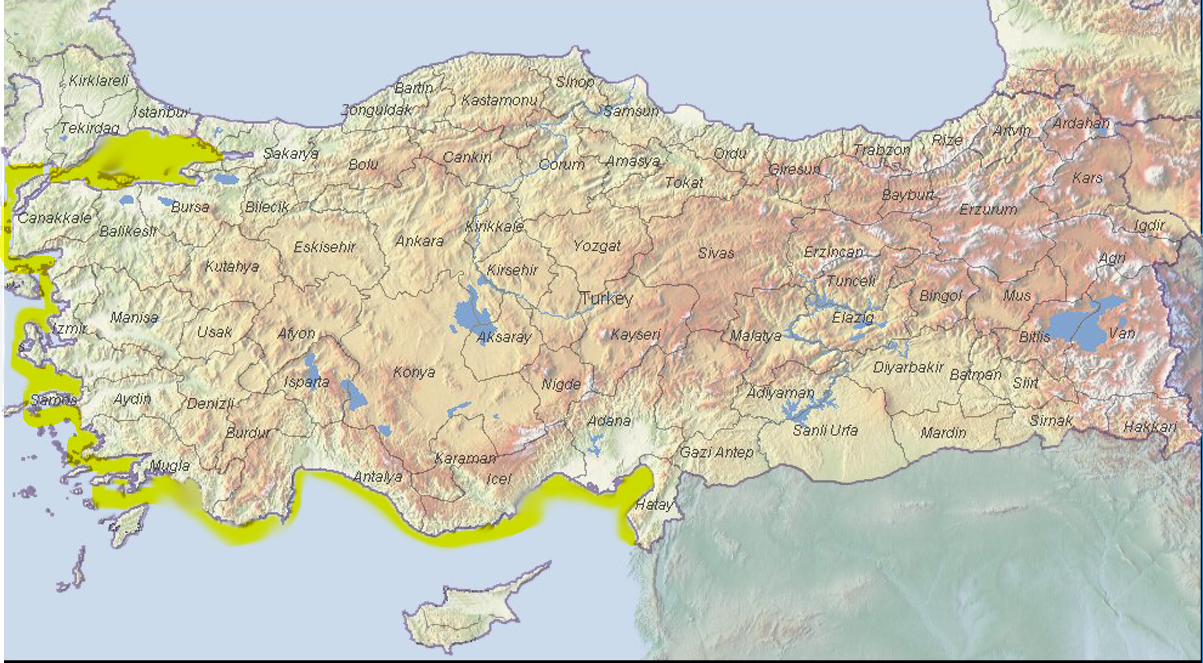 Kirklareli
Istanbul
Tekirdag
Bartin
Zonguldak
Kastamonu
Sinop
Samsun
Sakarya
Bolu
Cankiri
Corum
Amasya
Tokat
Ordu
Giresun
Trabzon
Rize
Artvin
Ardahan
Kars
Bayburt
Erzurum
Igdir
Agri
Canakkale
Balikesir
Bursa
Bilecik
Eskisehir
Ankara
Kirikkale
Kirsehir
Yozgat
Sivas
Erzincan
Tunceli
Bingol
Mus
Kutahya
Manisa
Izmir
Usak
Afyon
Turkey
Aksaray
Kayseri
Malatya
Elazig
Bitlis
Van
Diyarbakir
Batman
Siirt
Konya
Isparta
Nigde
Adiyaman
Samos
Aydin
Denizli
Burdur
Adana
Sanli Urfa
Mardin
Sirnak
Hakkari
Gazi Antep
Mugla
Antalya
Karaman
Icel
Hatay